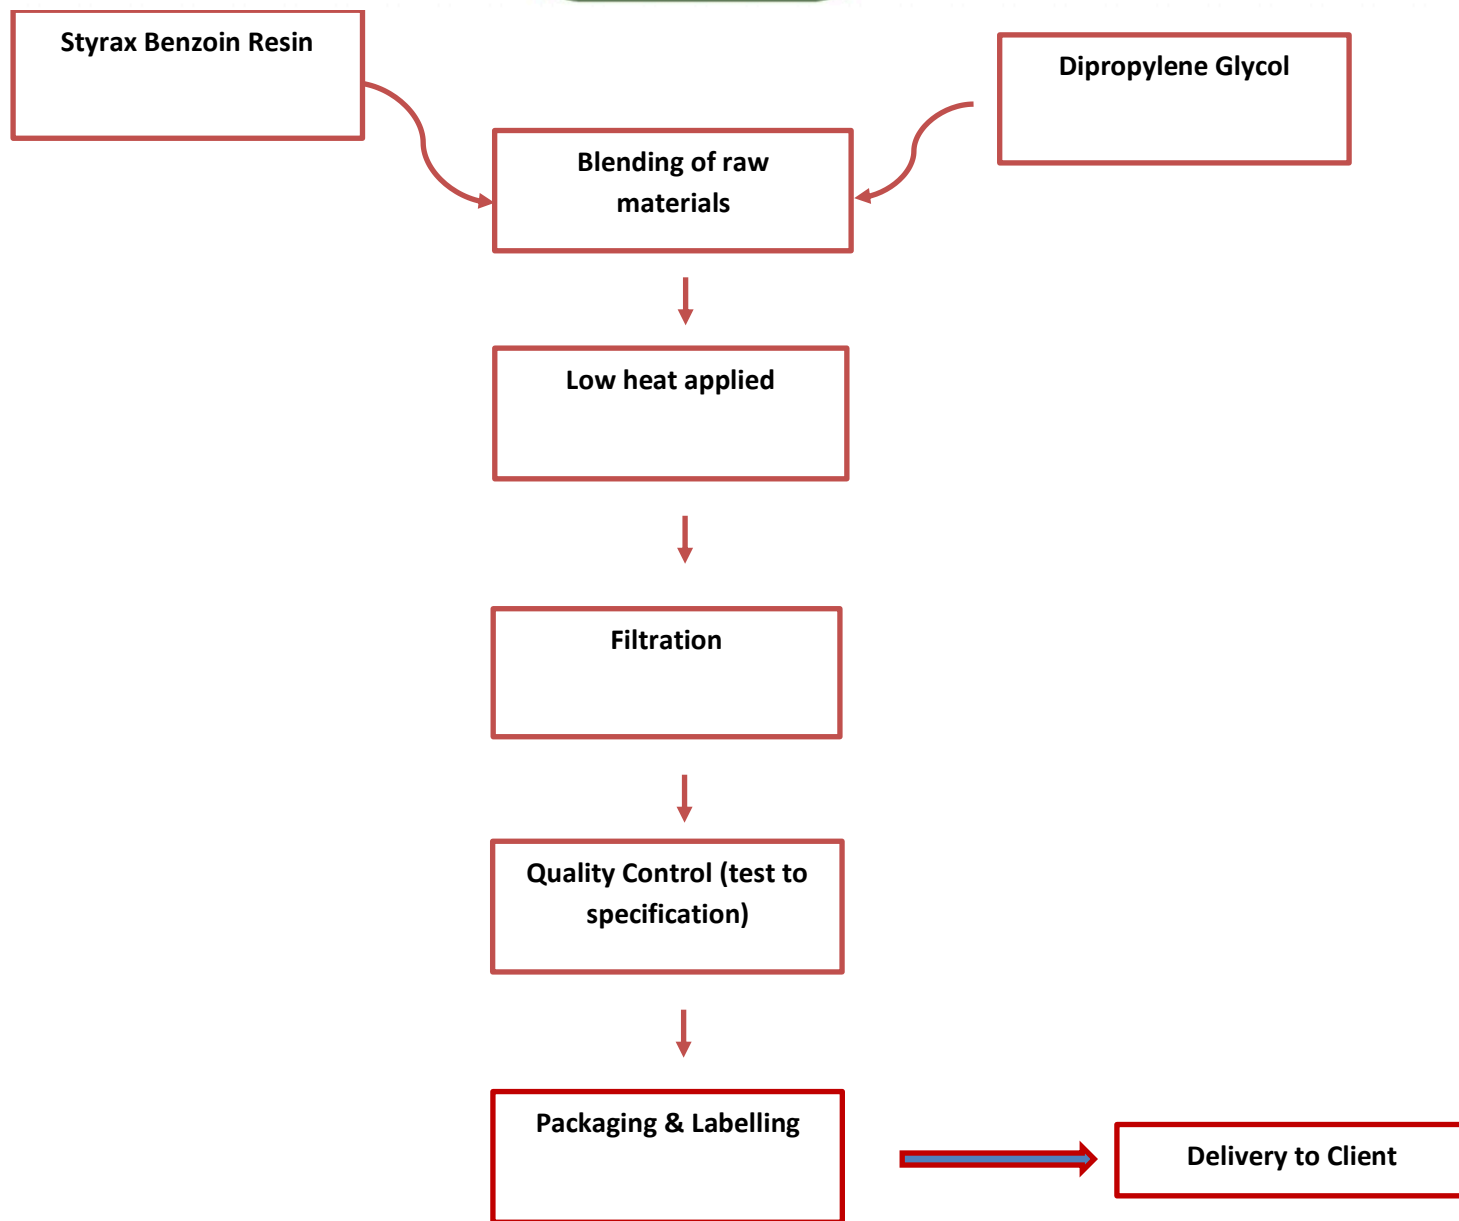 Styrax Benzoin Resin
Dipropylene Glycol
Blending of raw
materials
Low heat applied
Filtration
Quality Control (test to
specification)
Packaging & Labelling
Delivery to Client